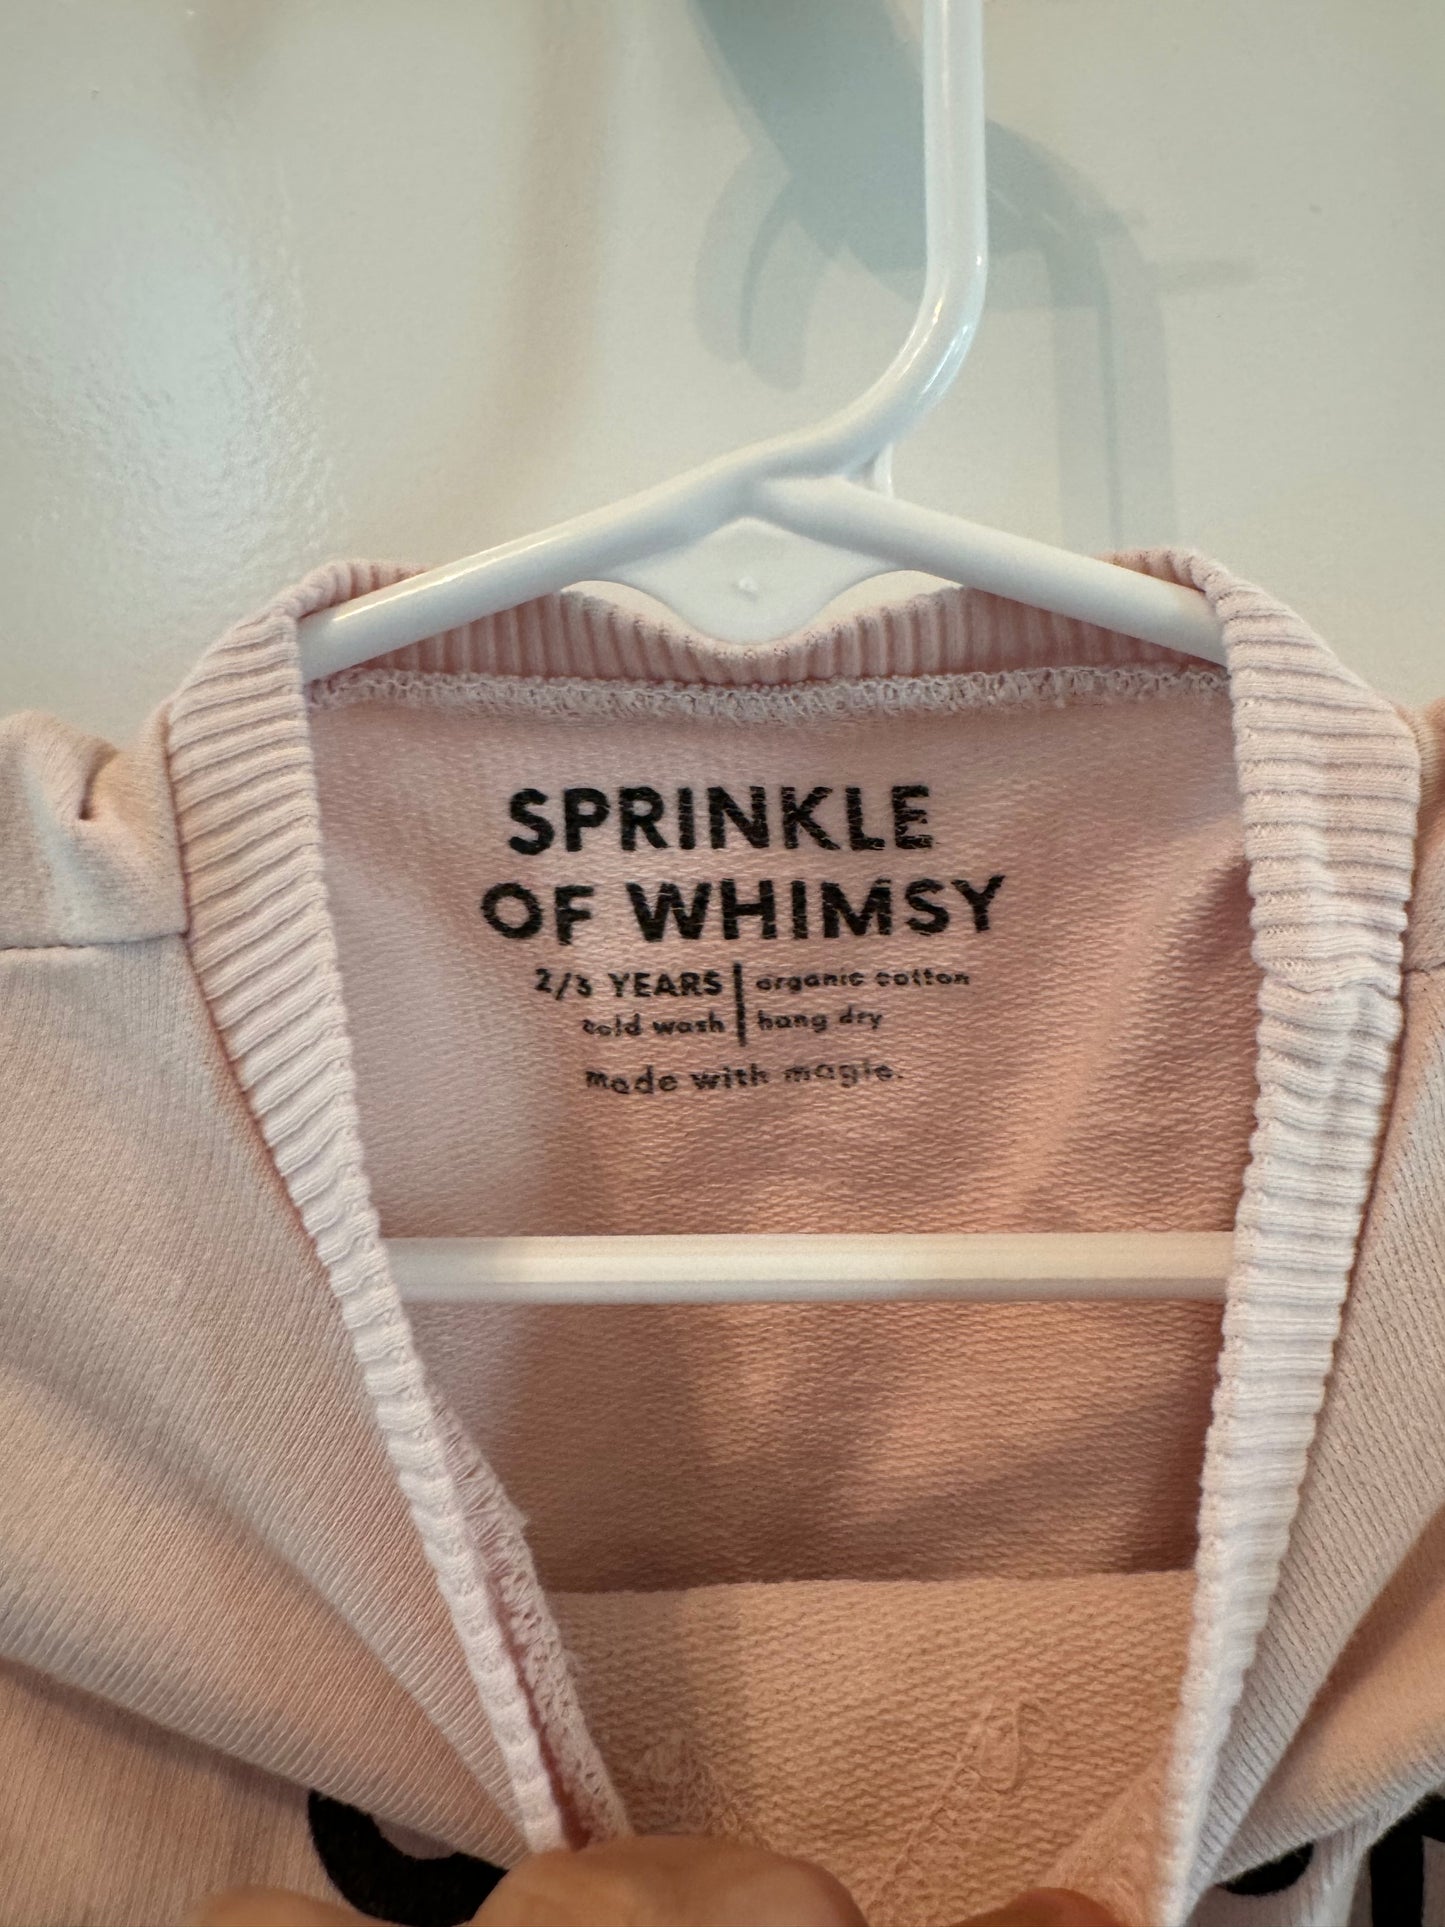 SPRINKLE
OF WHIMSY
2/3 YEARS | organic cotton
cold wash | hang dry
made with magic.